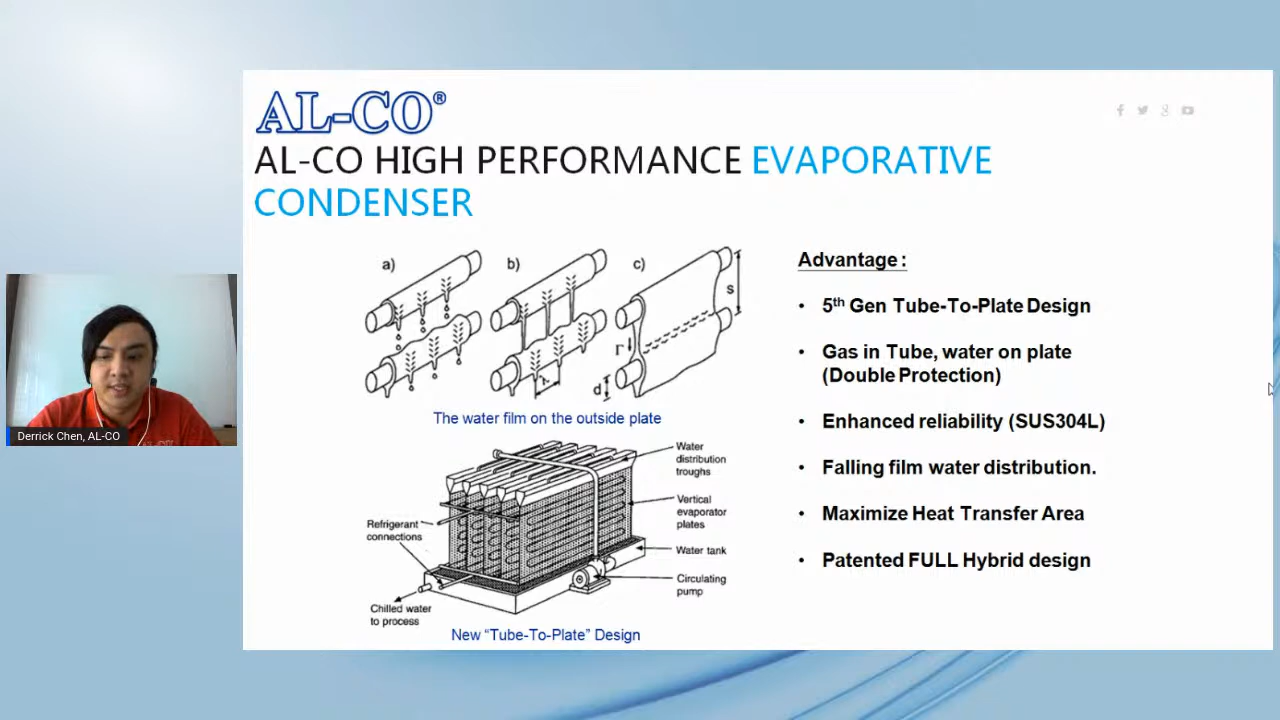 AL-CO®
AL-CO HIGH PERFORMANCE EVAPORATIVE
CONDENSER
a)
b)
c)
s
Γ
d
The water film on the outside plate
Water
distribution
troughs
Vertical
evaporator
plates
Refrigerant
connections
Water tank
Circulating
pump
Chilled water
to process
New “Tube-To-Plate” Design
Advantage :
• 5th Gen Tube-To-Plate Design
• Gas in Tube, water on plate
(Double Protection)
• Enhanced reliability (SUS304L)
• Falling film water distribution.
• Maximize Heat Transfer Area
• Patented FULL Hybrid design
Derrick Chen, AL-CO